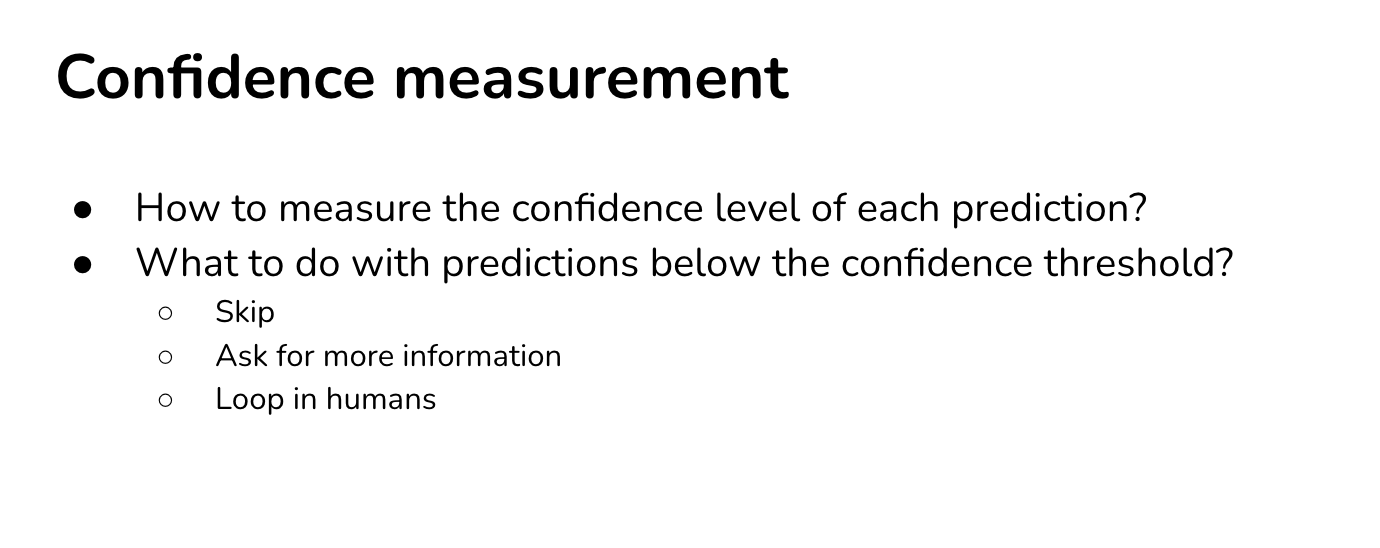 Confidence measurement
● How to measure the confidence level of each prediction?
● What to do with predictions below the confidence threshold?
○ Skip
○ Ask for more information
○ Loop in humans